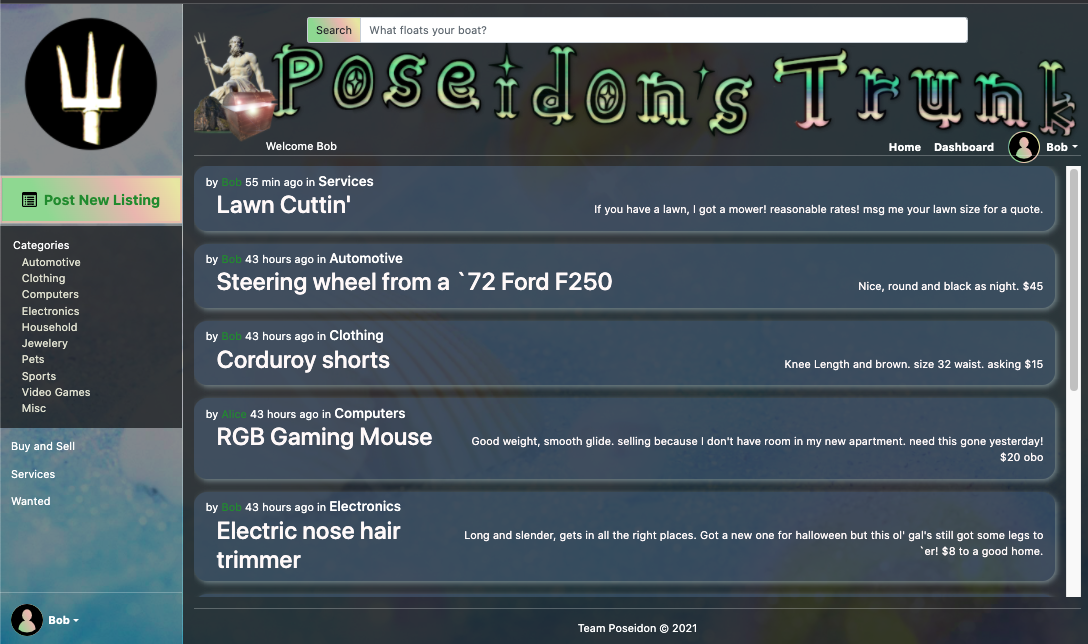 Search What floats your boat?
Poseidon's Trunk
Welcome Bob
Home Dashboard Bob
Post New Listing
Categories
Automotive
Clothing
Computers
Electronics
Household
Jewelery
Pets
Sports
Video Games
Misc
Buy and Sell
Services
Wanted
Bob
by Bob 55 min ago in Services
Lawn Cuttin'
If you have a lawn, I got a mower! reasonable rates! msg me your lawn size for a quote.
by Bob 43 hours ago in Automotive
Steering wheel from a `72 Ford F250
Nice, round and black as night. $45
by Bob 43 hours ago in Clothing
Corduroy shorts
Knee Length and brown. size 32 waist. asking $15
by Alice 43 hours ago in Computers
RGB Gaming Mouse
Good weight, smooth glide. selling because I don't have room in my new apartment. need this gone yesterday!
$20 obo
by Bob 43 hours ago in Electronics
Electric nose hair
trimmer
Long and slender, gets in all the right places. Got a new one for halloween but this ol' gal's still got some legs to
`er! $8 to a good home.
Team Poseidon © 2021